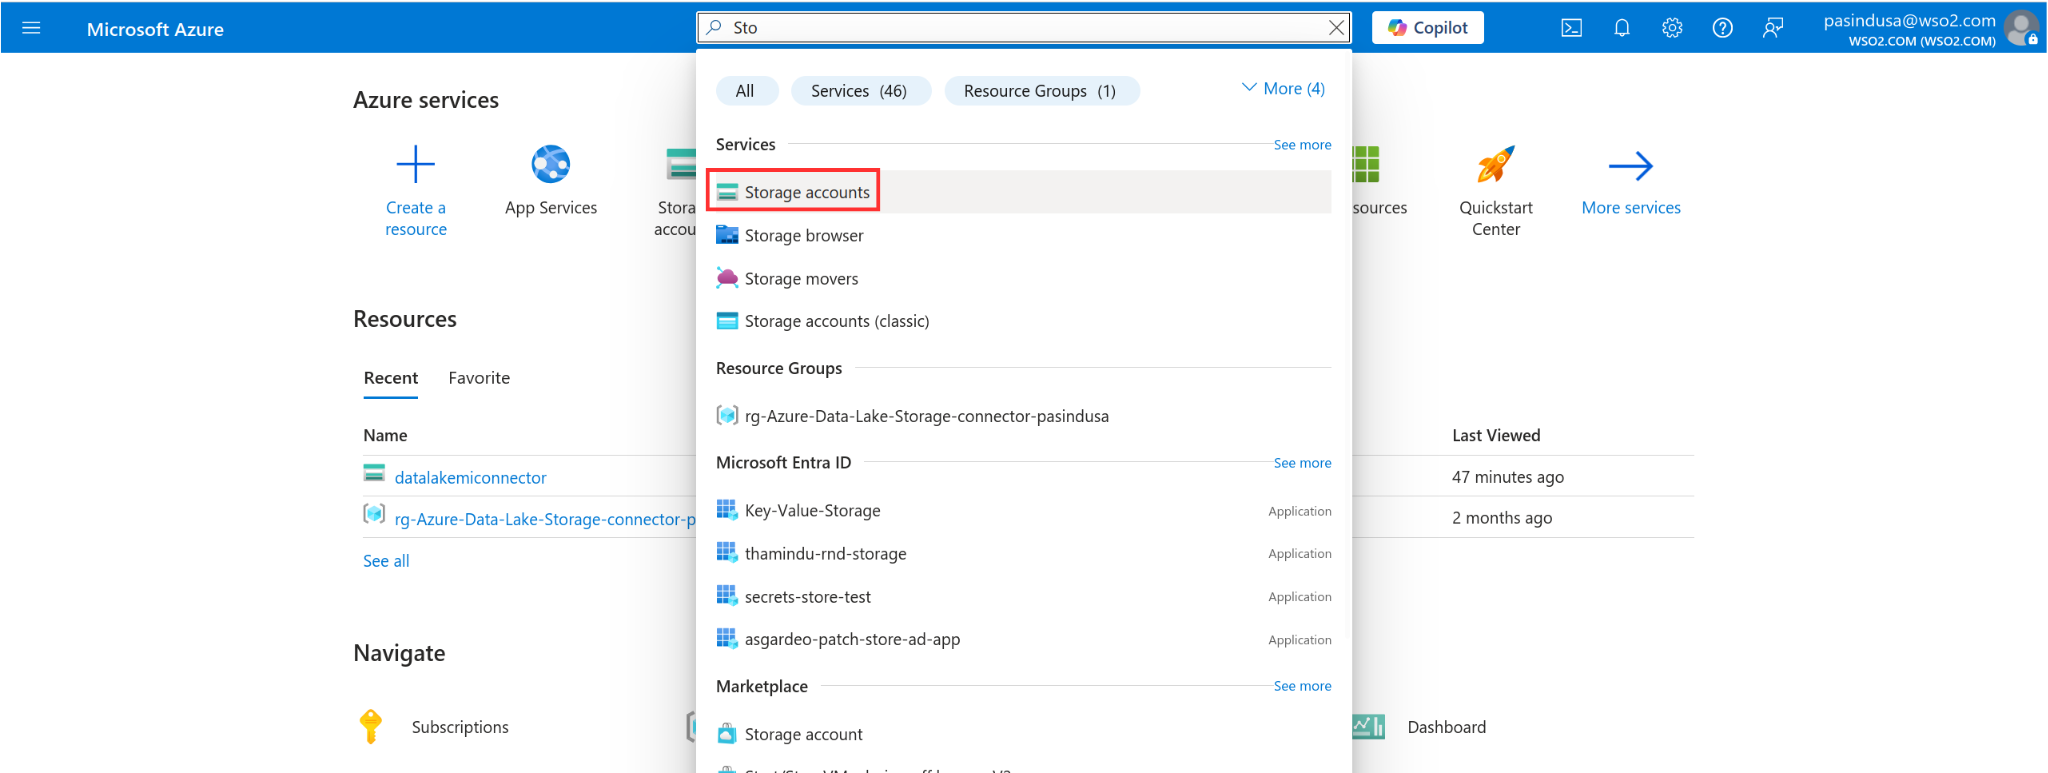 Microsoft Azure
Sto
Copilot
pasindusa@wso2.com
WSO2.COM (WSO2.COM)
All
Services (46)
Resource Groups (1)
More (4)
Azure services
Create a
resource
App Services
Stora
accou
sources
Quickstart
Center
More services
Services
See more
Storage accounts
Storage browser
Storage movers
Storage accounts (classic)
Resource Groups
rg-Azure-Data-Lake-Storage-connector-pasindusa
Microsoft Entra ID
See more
Key-Value-Storage
Application
thamindu-rnd-storage
Application
secrets-store-test
Application
asgardeo-patch-store-ad-app
Application
Marketplace
See more
Storage account
Resources
Recent
Favorite
Name
Last Viewed
datalakemiconnector
47 minutes ago
rg-Azure-Data-Lake-Storage-connector-p
2 months ago
See all
Navigate
Subscriptions
Dashboard